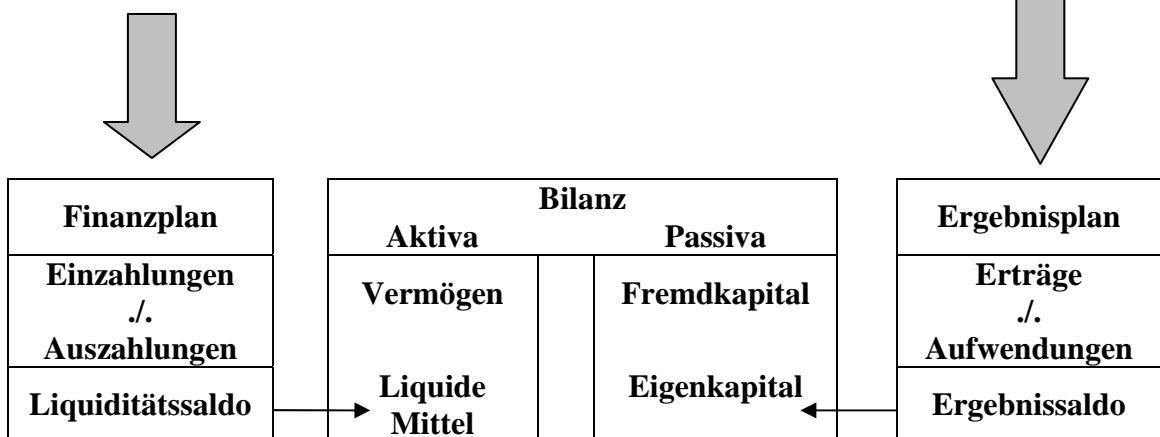 Finanzplan
Einzahlungen
./.
Auszahlungen
Liquiditätssaldo
Bilanz
Aktiva Passiva
Vermögen Fremdkapital
Liquide Eigenkapital
Mittel
Ergebnisplan
Erträge
./.
Aufwendungen
Ergebnissaldo